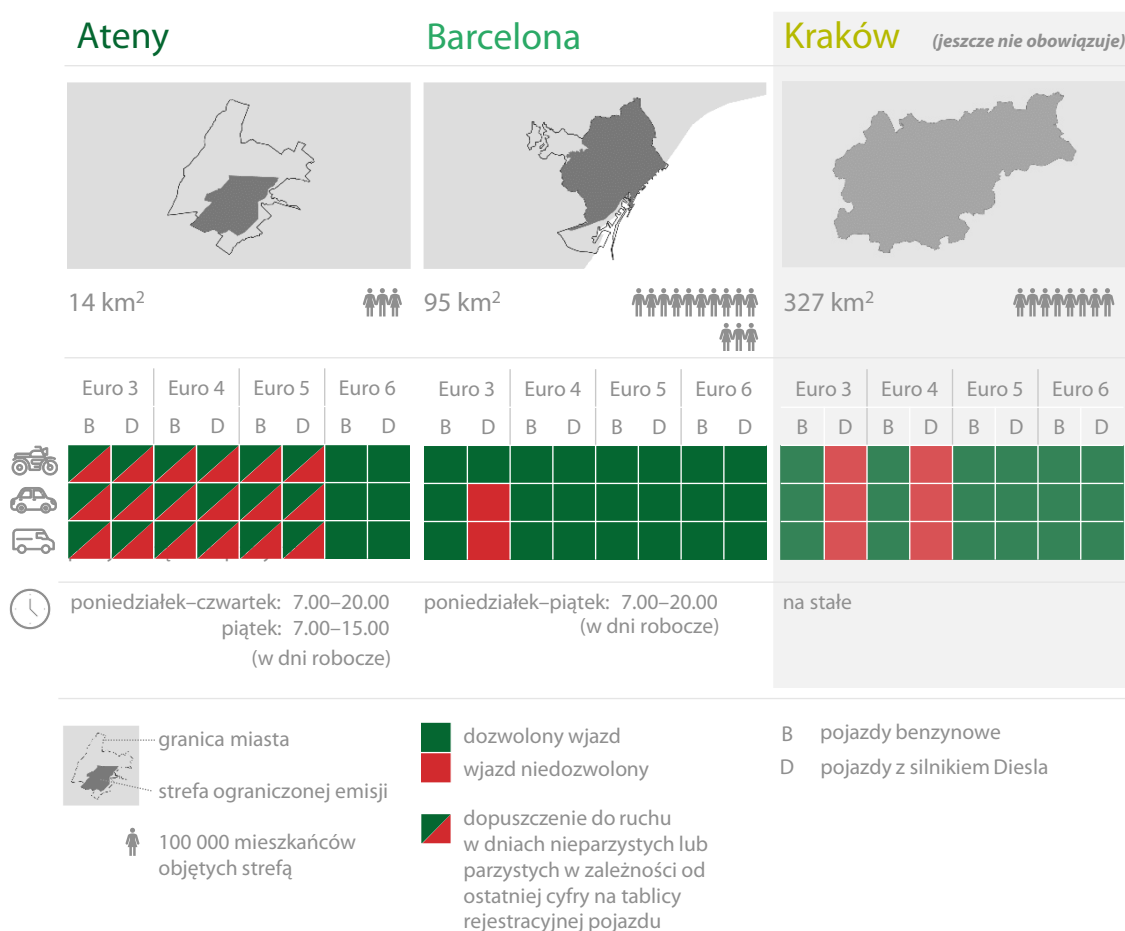 Ateny
Barcelona
Kraków (jeszcze nie obowiązuje)
14 km²
95 km²
327 km²
Euro 3 Euro 4 Euro 5 Euro 6
B D B D B D B D
Euro 3 Euro 4 Euro 5 Euro 6
B D B D B D B D
Euro 3 Euro 4 Euro 5 Euro 6
B D B D B D B D
poniedziałek–czwartek: 7.00–20.00
piątek: 7.00–15.00
(w dni robocze)
poniedziałek–piątek: 7.00–20.00
(w dni robocze)
na stałe
granica miasta
strefa ograniczonej emisji
100 000 mieszkańców
objętych strefą
dozwolony wjazd
wjazd niedozwolony
dopuszczenie do ruchu
w dniach nieparzystych lub
parzystych w zależności od
ostatniej cyfry na tablicy
rejestracyjnej pojazdu
B pojazdy benzynowe
D pojazdy z silnikiem Diesla